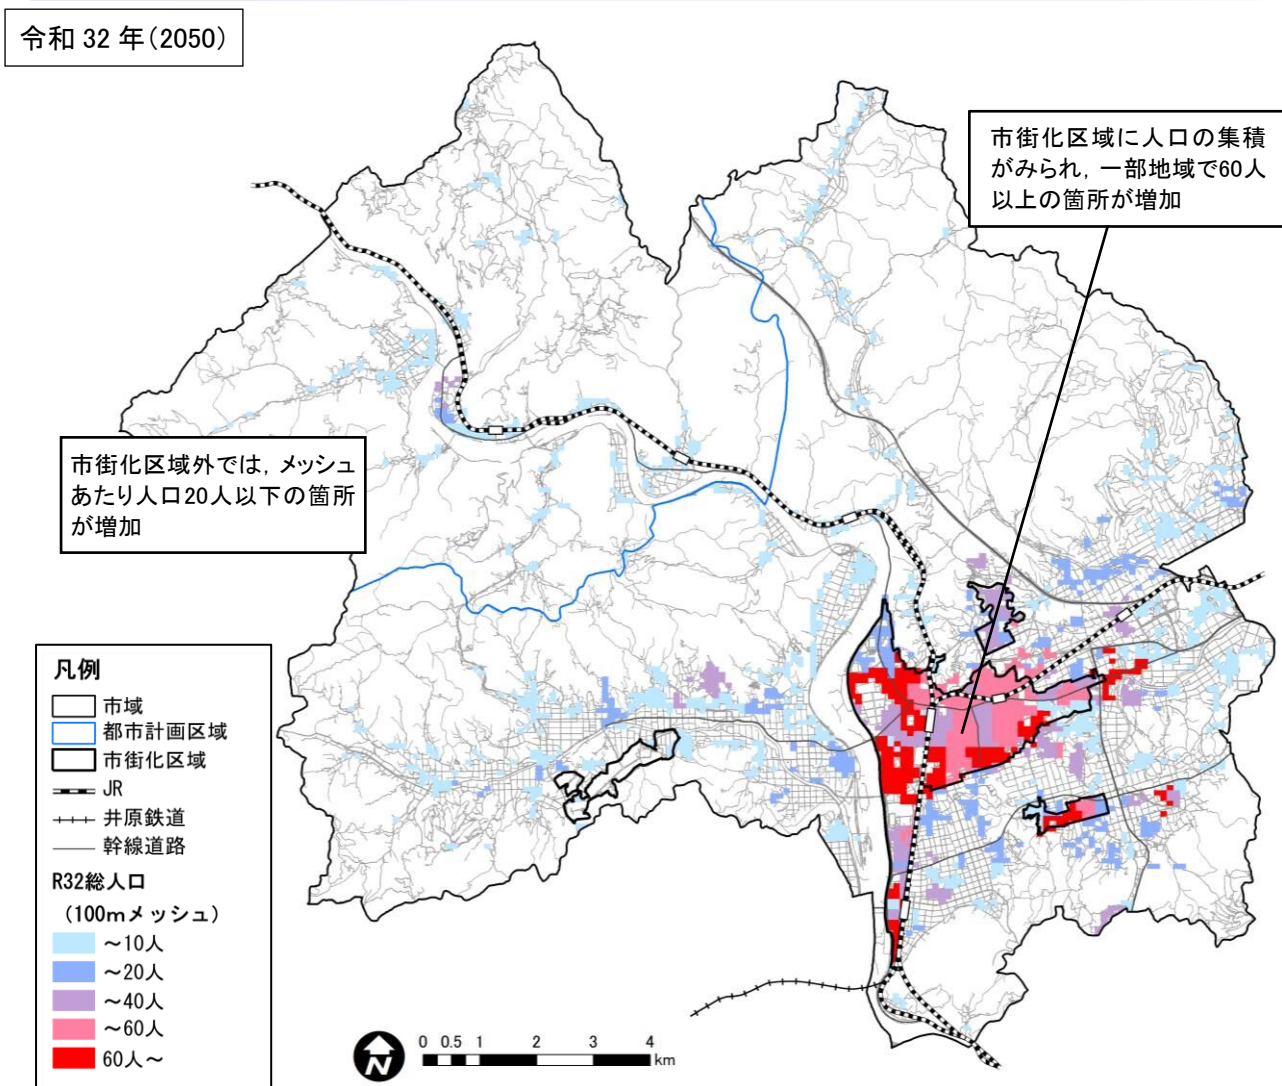 令和 32 年(2050)
市街化区域に人口の集積
がみられ，一部地域で60人
以上の箇所が増加
市街化区域外では，メッシュ
あたり人口20人以下の箇所
が増加
凡例
市域
都市計画区域
市街化区域
JR
井原鉄道
幹線道路
R32総人口
（100mメッシュ）
～10人
～20人
～40人
～60人
60人～
N
0 0.5 1 2 3 4
km